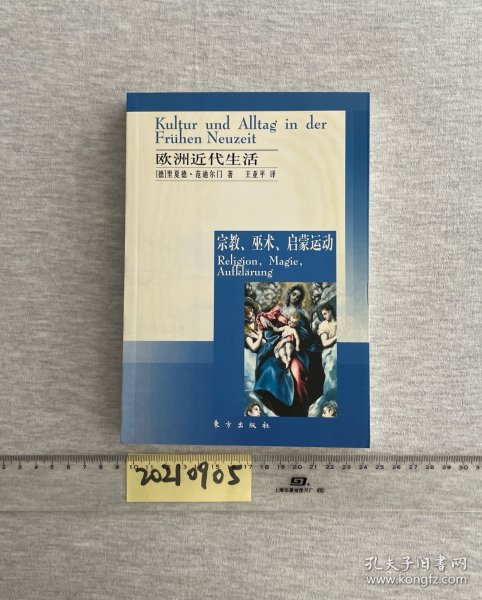 Kultur und Alltag in der
Frühen Neuzeit
欧洲近代生活
[德]里夏德·范迪尔门 著 王亚平 译
宗教、巫术、启蒙运动
Religion, Magie,
Aufklärung
东方出版社
20210905
孔夫子旧书网
www.kongfz.com